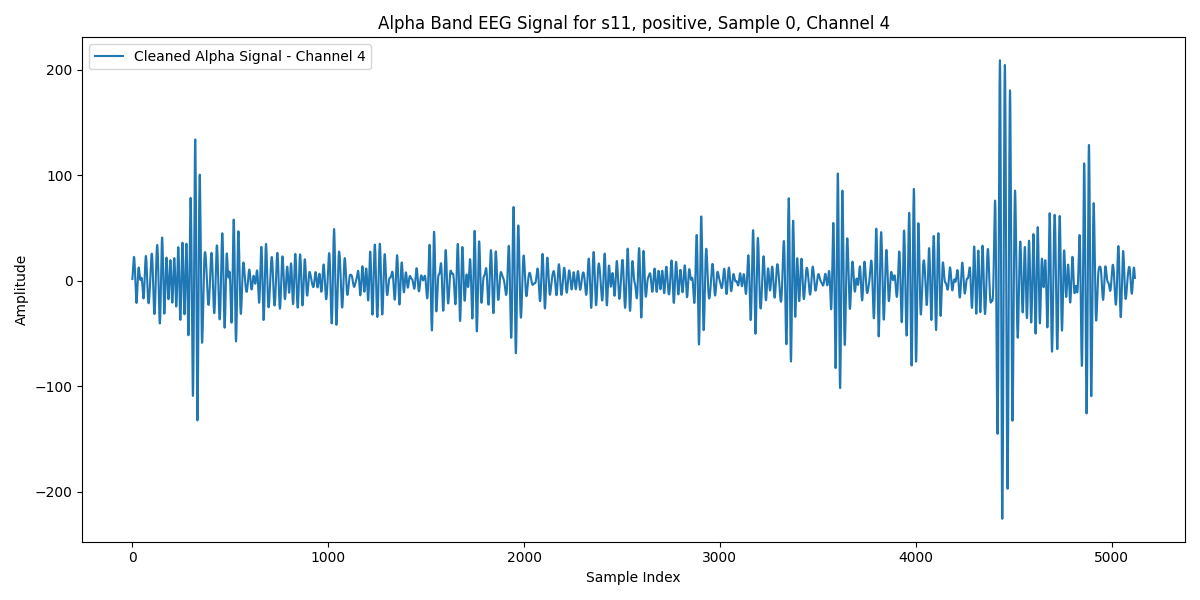 Alpha Band EEG Signal for s11, positive, Sample 0, Channel 4
Cleaned Alpha Signal - Channel 4
200
100
0
−100
−200
Amplitude
0 1000 2000 3000 4000 5000
Sample Index